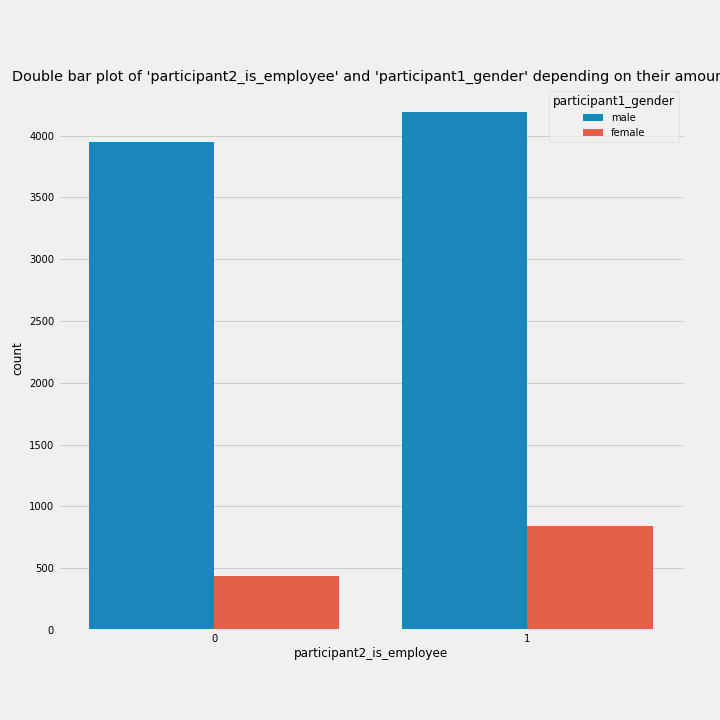 Double bar plot of 'participant2_is_employee' and 'participant1_gender' depending on their
participant1_gender
male
female
4000
3500
3000
2500
2000
1500
1000
500
0
count
0 1
participant2_is_employee